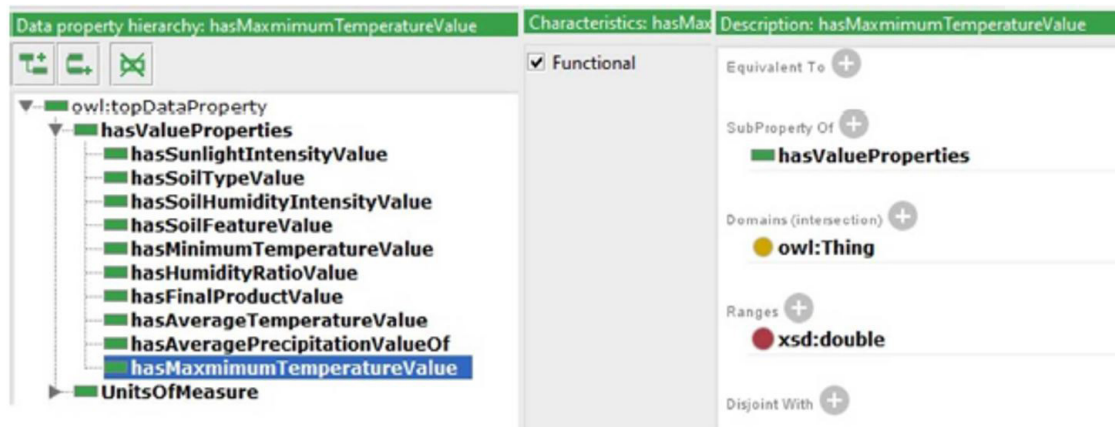 Data property hierarchy: hasMaxmimumTemperatureValue
owl:topDataProperty
hasValueProperties
hasSunlightIntensityValue
hasSoilTypeValue
hasSoilHumidityIntensityValue
hasSoilFeatureValue
hasMinimumTemperatureValue
hasHumidityRatioValue
hasFinalProductValue
hasAverageTemperatureValue
hasAveragePrecipitationValueOf
hasMaxmimumTemperatureValue
UnitsOfMeasure
Characteristics: hasMax
Functional
Description: hasMaxmimumTemperatureValue
Equivalent To
SubProperty Of
hasValueProperties
Domains (intersection)
owl:Thing
Ranges
xsd:double
Disjoint With